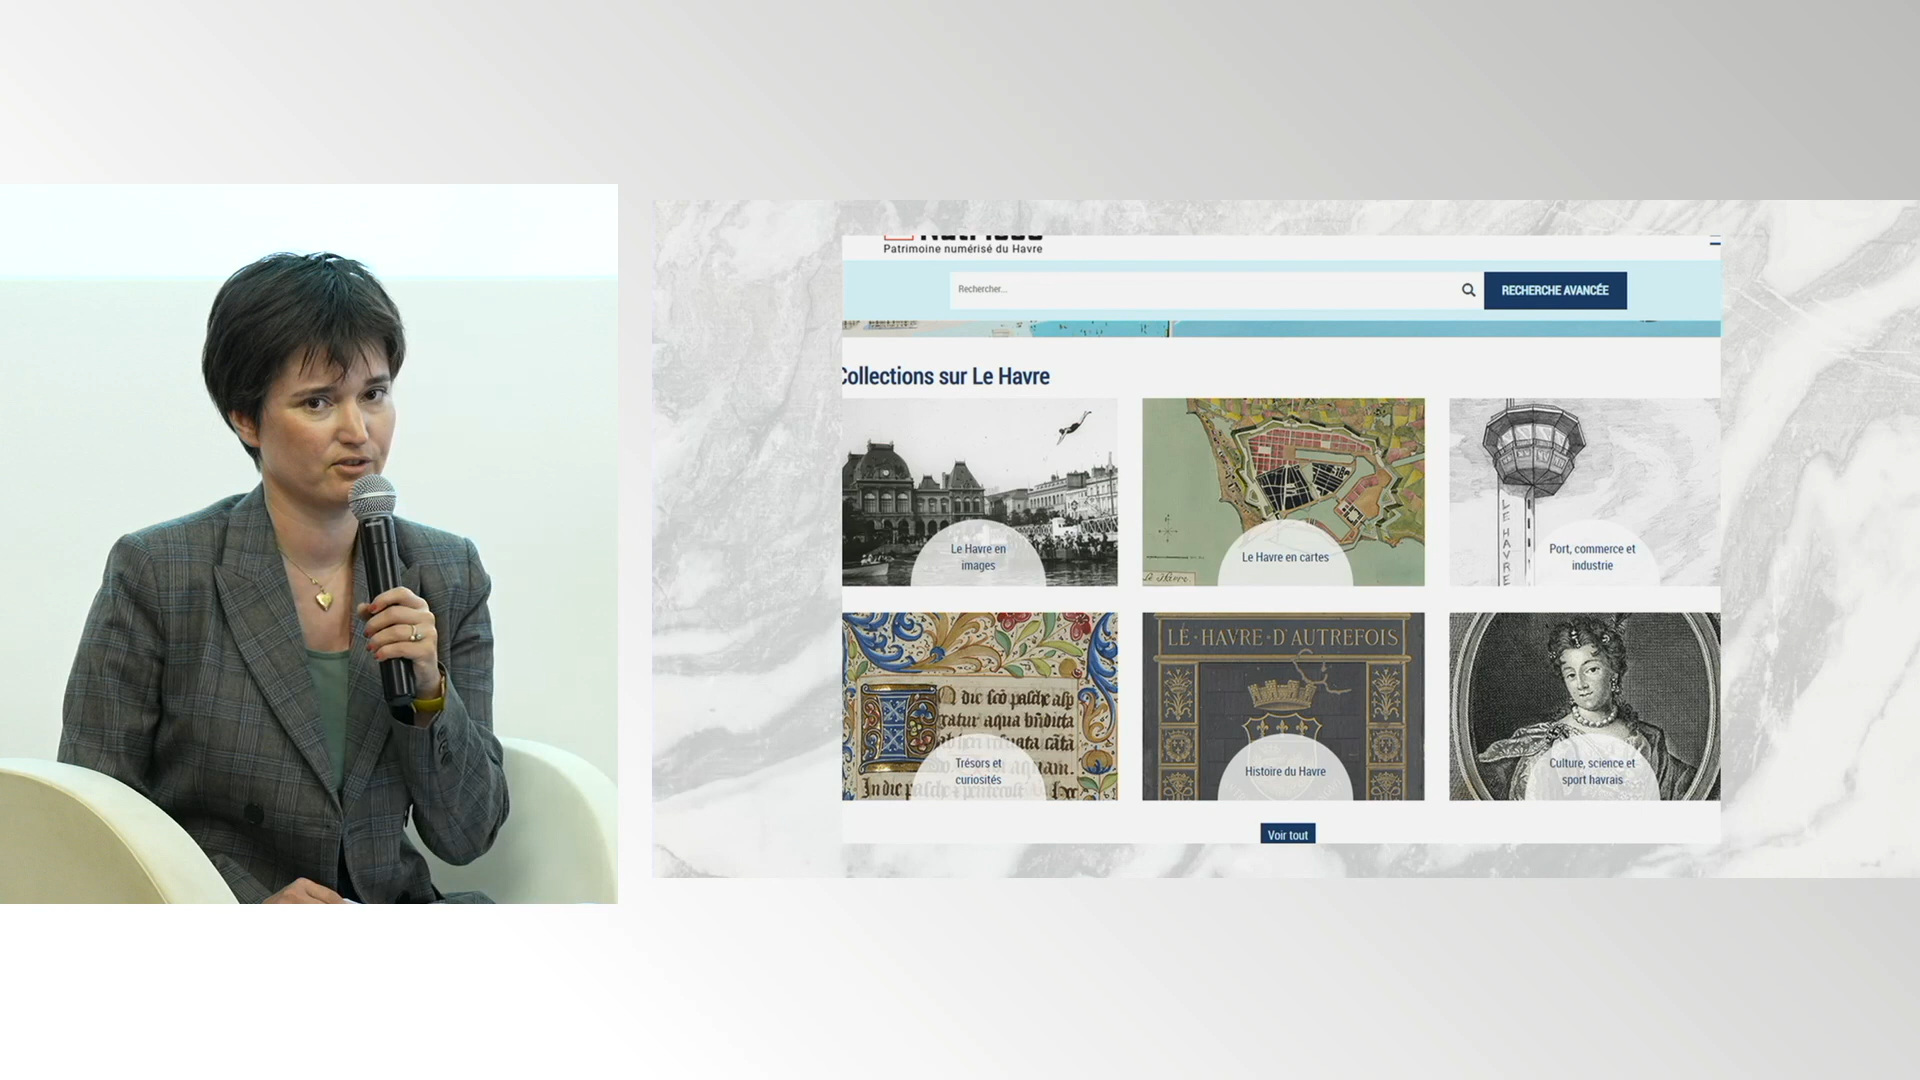 Patrimoine numérisé du Havre
Rechercher...
RECHERCHE AVANCÉE
Collections sur Le Havre
Le Havre en
images
Le Havre en cartes
LE HAVRE
Port, commerce et
industrie
Trésors et
curiosités
LE·HAVRE·D'AUTREFOIS
Histoire du Havre
Culture, science et
sport havrais
Voir tout